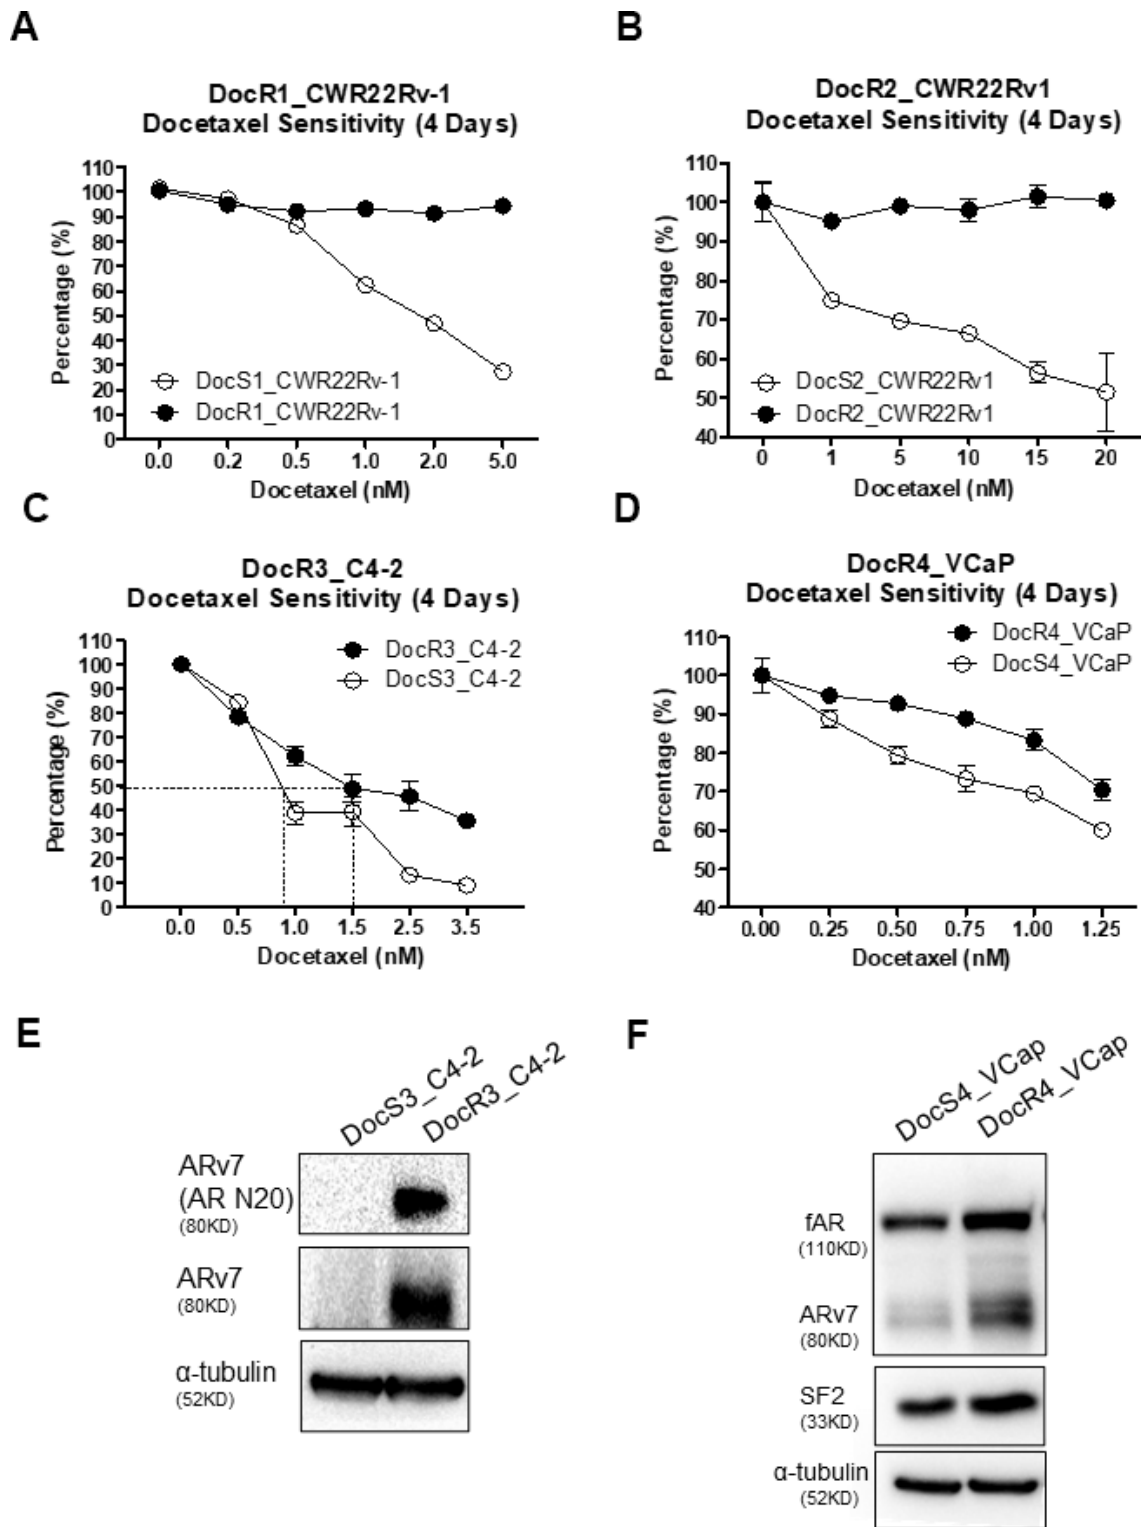 A
DocR1_CWR22Rv-1
Docetaxel Sensitivity (4 Days)
Percentage (%)
110
100
90
80
70
60
50
40
30
20
10
0
DocS1_CWR22Rv-1
DocR1_CWR22Rv-1
0.0 0.2 0.5 1.0 2.0 5.0
Docetaxel (nM)
B
DocR2_CWR22Rv1
Docetaxel Sensitivity (4 Days)
Percentage (%)
110
100
90
80
70
60
50
40
DocS2_CWR22Rv1
DocR2_CWR22Rv1
0 1 5 10 15 20
Docetaxel (nM)
C
DocR3_C4-2
Docetaxel Sensitivity (4 Days)
Percentage (%)
110
100
90
80
70
60
50
40
30
20
10
0
DocR3_C4-2
DocS3_C4-2
0.0 0.5 1.0 1.5 2.5 3.5
Docetaxel (nM)
D
DocR4_VCaP
Docetaxel Sensitivity (4 Days)
Percentage (%)
110
100
90
80
70
60
50
40
DocR4_VCaP
DocS4_VCaP
0.00 0.25 0.50 0.75 1.00 1.25
Docetaxel (nM)
E
DocS3_C4-2
DocR3_C4-2
ARv7
(AR N20)
(80KD)
ARv7
(80KD)
α-tubulin
(52KD)
F
DocS4_VCap
DocR4_VCap
fAR
(110KD)
ARv7
(80KD)
SF2
(33KD)
α-tubulin
(52KD)